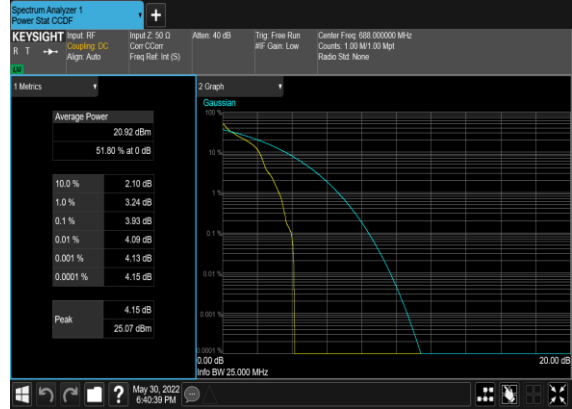 Spectrum Analyzer 1
Power Stat CCDF
+
KEYSIGHT
R T
Input: RF
Coupling: DC
Align: Auto
Input Z: 50 Ω
Corr CCorr
Freq Ref: Int (S)
Atten: 40 dB
Trig: Free Run
#IF Gain: Low
Center Freq: 688.000000 MHz
Counts: 1.00 M/1.00 Mpt
Radio Std: None
1 Metrics
Average Power
20.92 dBm
51.80 % at 0 dB
10.0 % 2.10 dB
1.0 % 3.24 dB
0.1 % 3.93 dB
0.01 % 4.09 dB
0.001 % 4.13 dB
0.0001 % 4.15 dB
Peak
4.15 dB
25.07 dBm
2 Graph
Gaussian
100 %
10 %
1 %
0.1 %
0.01 %
0.001 %
0.0001 %
0.00 dB
20.00 dB
Info BW 25.000 MHz
?
May 30, 2022
6:40:39 PM